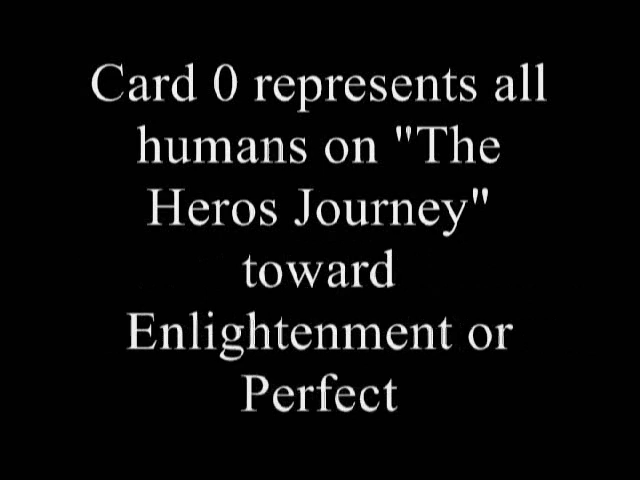 Card 0 represents all
humans on "The
Heros Journey"
toward
Enlightenment or
Perfect